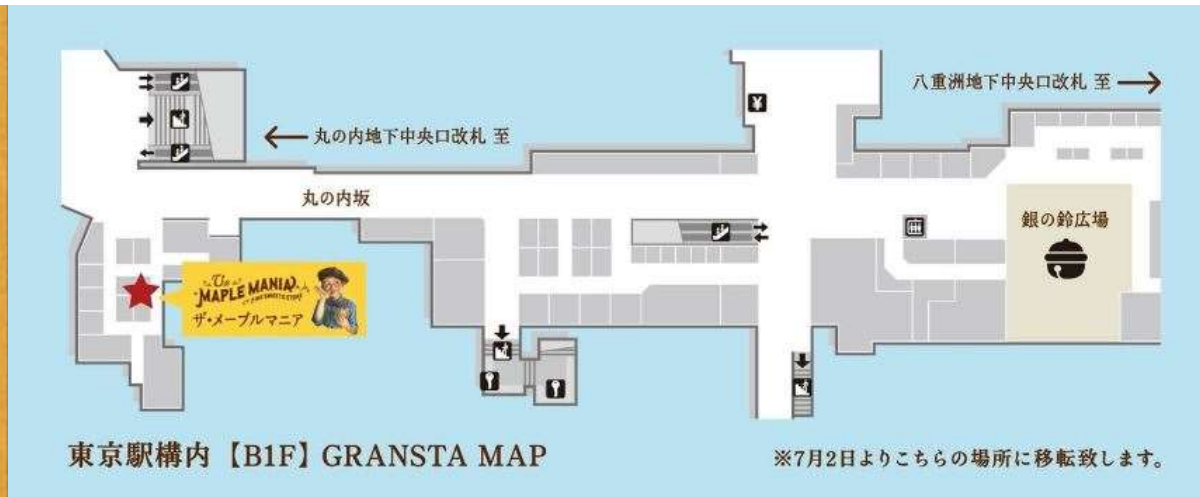 八重洲地下中央口改札 至 →
← 丸の内地下中央口改札 至
¥
丸の内坂
銀の鈴広場
The
MAPLE MANIA
ザ・メープルマニア
東京駅構内【B1F】GRANSTA MAP
※7月2日よりこちらの場所に移転致します。